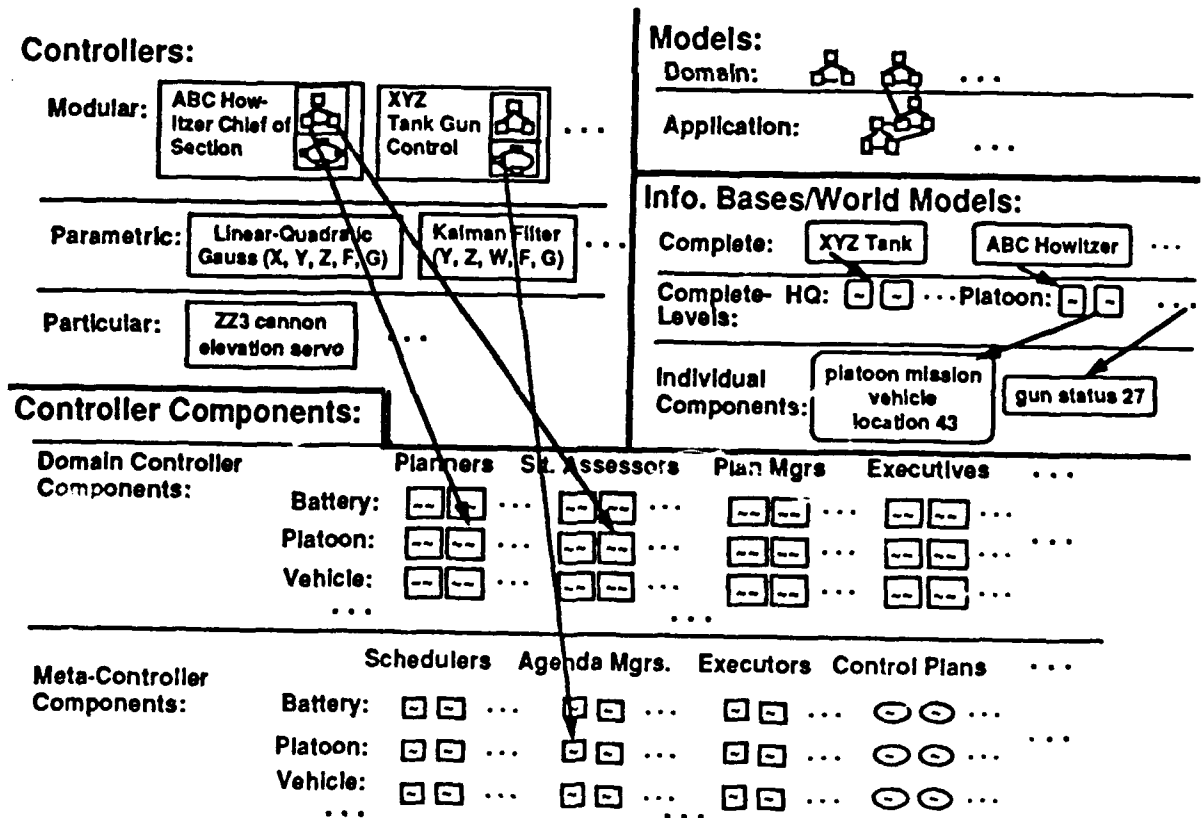 Controllers:
Modular:
ABC How-
itzer Chief of
Section
XYZ
Tank Gun
Control
...
Parametric:
Linear-Quadratic
Gauss (X, Y, Z, F, G)
Kalman Filter
(Y, Z, W, F, G)
...
Particular:
ZZ3 cannon
elevation servo
...
Models:
Domain:
...
Application:
...
Info. Bases/World Models:
Complete:
XYZ Tank
ABC Howitzer
...
Complete- HQ: ~ ~ ... Platoon: ~ ~ ...
Levels:
Individual
Components:
platoon mission
vehicle
location 43
gun status 27
Controller Components:
Domain Controller
Components:
Planners Sit. Assessors Plan Mgrs Executives ...
Battery: ~~ ~~ ... ~~ ~~ ... ~~ ~~ ... ~~ ~~ ...
Platoon: ~~ ~~ ... ~~ ~~ ... ~~ ~~ ... ~~ ~~ ... ...
Vehicle: ~~ ~~ ... ~~ ~~ ... ~~ ~~ ... ~~ ~~ ...
... ...
Meta-Controller
Components:
Schedulers Agenda Mgrs. Executors Control Plans ...
Battery: ~ ~ ... ~ ~ ... ~ ~ ... ~ ~ ...
Platoon: ~ ~ ... ~ ~ ... ~ ~ ... ~ ~ ... ...
Vehicle: ~ ~ ... ~ ~ ... ~ ~ ... ~ ~ ...
... ...